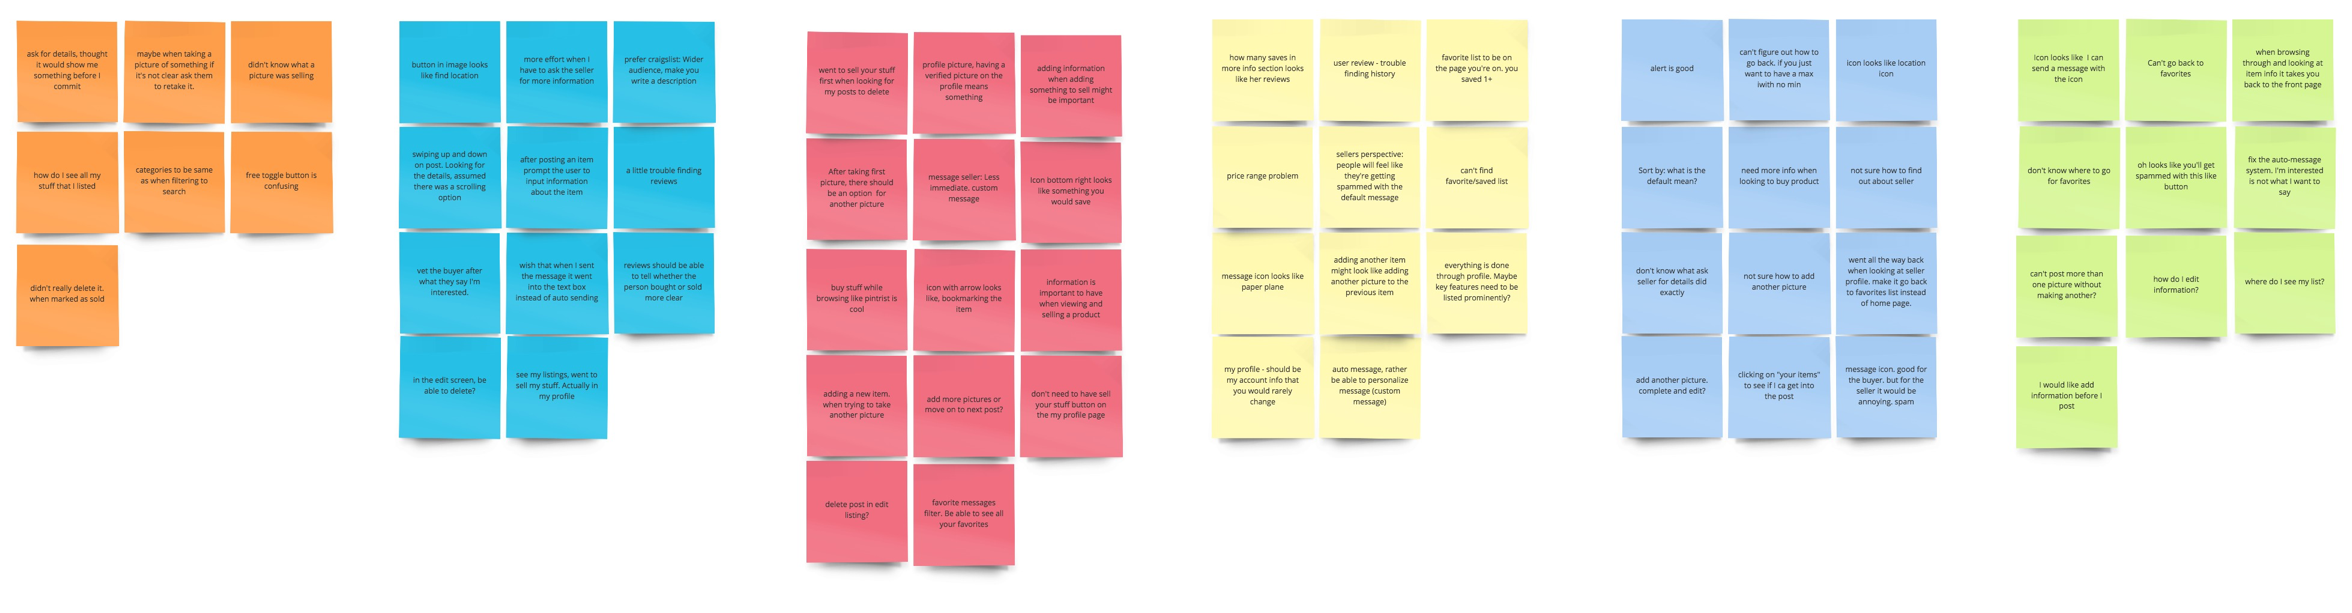 ask for details, thought
it would show me
something before I
commit
maybe when taking a
picture of something if
it's not clear ask them
to retake it.
didn't know what a
picture was selling
how do I see all my
stuff that I listed
categories to be same
as when filtering to
search
free toggle button is
confusing
didn't really delete it.
when marked as sold
button in image looks
like find location
more effort when I
have to ask the seller
for more information
prefer craigslist: Wider
audience, make you
write a description
swiping up and down
on post. Looking for
the details, assumed
there was a scrolling
option
after posting an item
prompt the user to
input information
about the item
a little trouble finding
reviews
vet the buyer after
what they say I'm
interested.
wish that when I sent
the message it went
into the text box
instead of auto sending
reviews should be able
to tell whether the
person bought or sold
more clear
in the edit screen, be
able to delete?
see my listings, went to
sell my stuff. Actually in
my profile
went to sell your stuff
first when looking for
my posts to delete
profile picture, having a
verified picture on the
profile means
something
adding information
when adding
something to sell might
be important
After taking first
picture, there should
be an option for
another picture
message seller: Less
immediate. custom
message
Icon bottom right looks
like something you
would save
buy stuff while
browsing like pintrist is
cool
icon with arrow looks
like, bookmarking the
item
information is
important to have
when viewing and
selling a product
adding a new item.
when trying to take
another picture
add more pictures or
move on to next post?
don't need to have sell
your stuff button on
the my profile page
delete post in edit
listing?
favorite messages
filter. Be able to see all
your favorites
how many saves in
more info section looks
like her reviews
user review - trouble
finding history
favorite list to be on
the page you're on. you
saved 1+
price range problem
sellers perspective:
people will feel like
they're getting
spammed with the
default message
can't find
favorite/saved list
message icon looks like
paper plane
adding another item
might look like adding
another picture to the
previous item
everything is done
through profile. Maybe
key features need to be
listed prominently?
my profile - should be
my account info that
you would rarely
change
auto message, rather
be able to personalize
message (custom
message)
alert is good
can't figure out how to
go back. if you just
want to have a max
iwith no min
icon looks like location
icon
Sort by: what is the
default mean?
need more info when
looking to buy product
not sure how to find
out about seller
don't know what ask
seller for details did
exactly
not sure how to add
another picture
went all the way back
when looking at seller
profile. make it go back
to favorites list instead
of home page.
add another picture.
complete and edit?
clicking on "your items"
to see if I ca get into
the post
message icon. good for
the buyer. but for the
seller it would be
annoying. spam
Icon looks like I can
send a message with
the icon
Can't go back to
favorites
when browsing
through and looking at
item info it takes you
back to the front page
don't know where to go
for favorites
oh looks like you'll get
spammed with this like
button
fix the auto-message
system. I'm interested
is not what I want to
say
can't post more than
one picture without
making another?
how do I edit
information?
where do I see my list?
I would like add
information before I
post